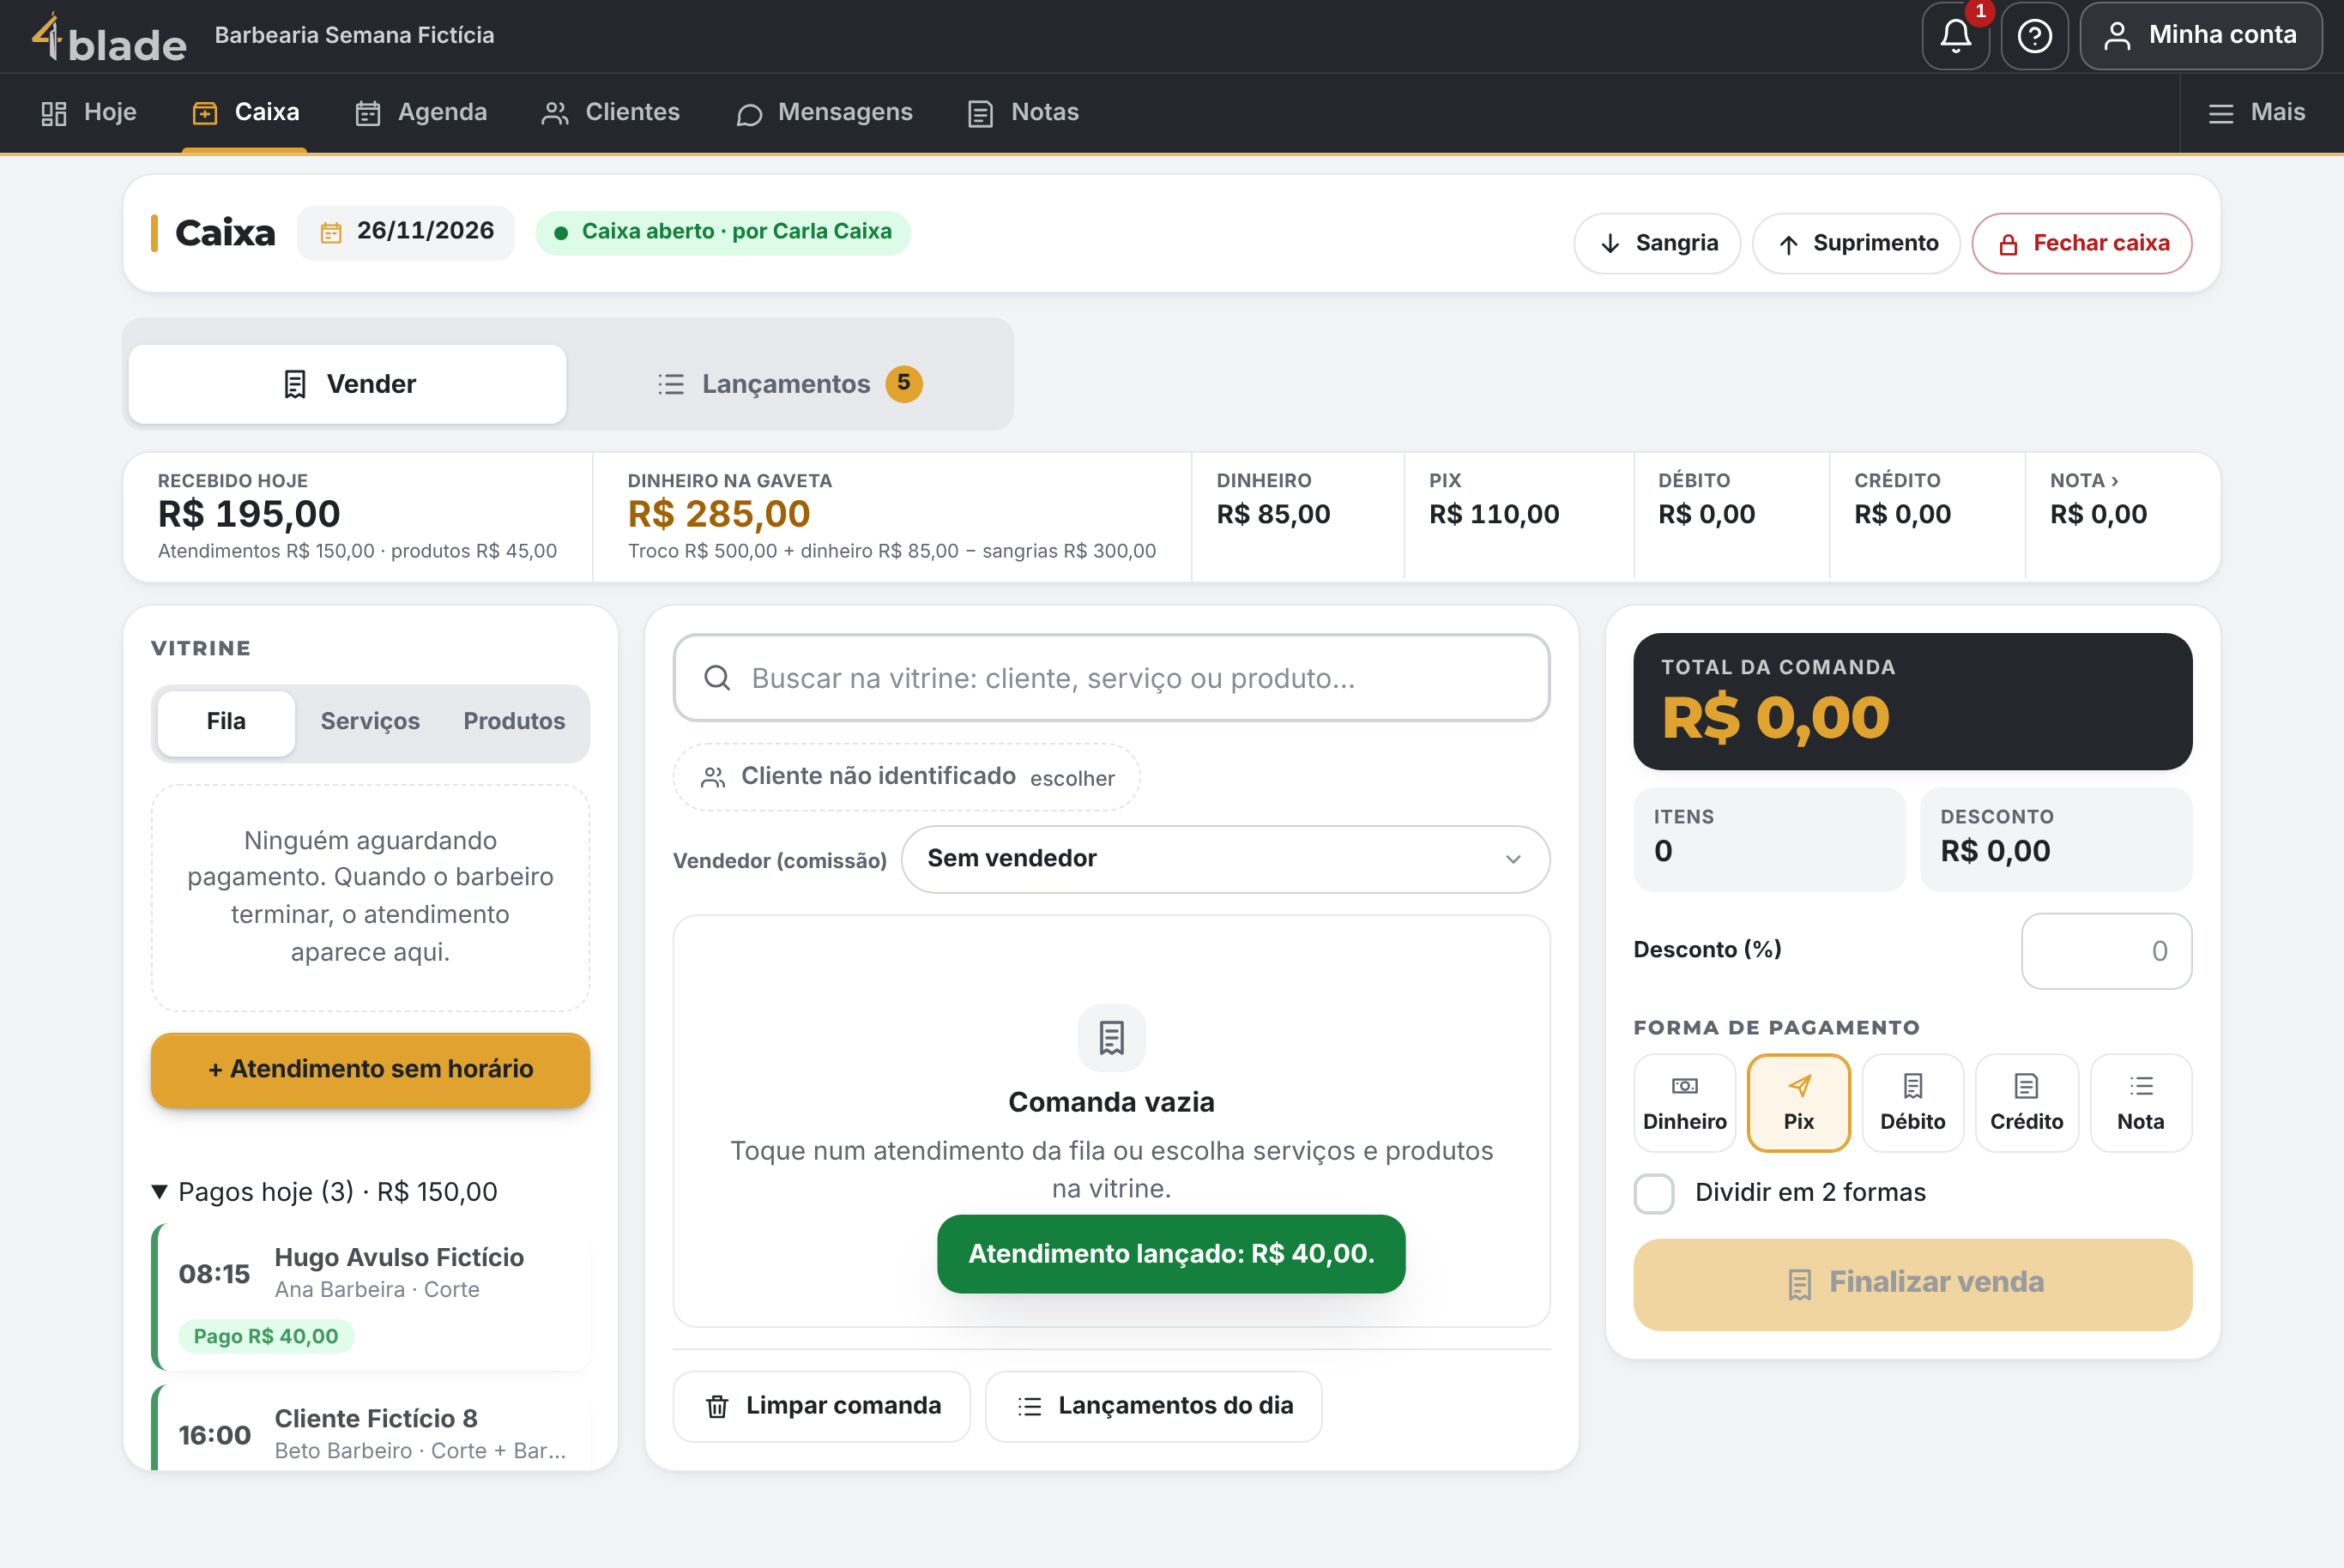 4blade
Barbearia Semana Fictícia
1
Minha conta
Hoje
Caixa
Agenda
Clientes
Mensagens
Notas
Mais
Caixa
26/11/2026
Caixa aberto · por Carla Caixa
Sangria
Suprimento
Fechar caixa
Vender
Lançamentos 5
RECEBIDO HOJE
R$ 195,00
Atendimentos R$ 150,00 · produtos R$ 45,00
DINHEIRO NA GAVETA
R$ 285,00
Troco R$ 500,00 + dinheiro R$ 85,00 − sangrias R$ 300,00
DINHEIRO
R$ 85,00
PIX
R$ 110,00
DÉBITO
R$ 0,00
CRÉDITO
R$ 0,00
NOTA ›
R$ 0,00
VITRINE
Fila
Serviços
Produtos
Ninguém aguardando
pagamento. Quando o barbeiro
terminar, o atendimento
aparece aqui.
+ Atendimento sem horário
▼ Pagos hoje (3) · R$ 150,00
08:15
Hugo Avulso Fictício
Ana Barbeira · Corte
Pago R$ 40,00
16:00
Cliente Fictício 8
Beto Barbeiro · Corte + Bar...
Buscar na vitrine: cliente, serviço ou produto...
Cliente não identificado escolher
Vendedor (comissão)
Sem vendedor
Comanda vazia
Toque num atendimento da fila ou escolha serviços e produtos
na vitrine.
Atendimento lançado: R$ 40,00.
Limpar comanda
Lançamentos do dia
TOTAL DA COMANDA
R$ 0,00
ITENS
0
DESCONTO
R$ 0,00
Desconto (%)
0
FORMA DE PAGAMENTO
Dinheiro
Pix
Débito
Crédito
Nota
Dividir em 2 formas
Finalizar venda